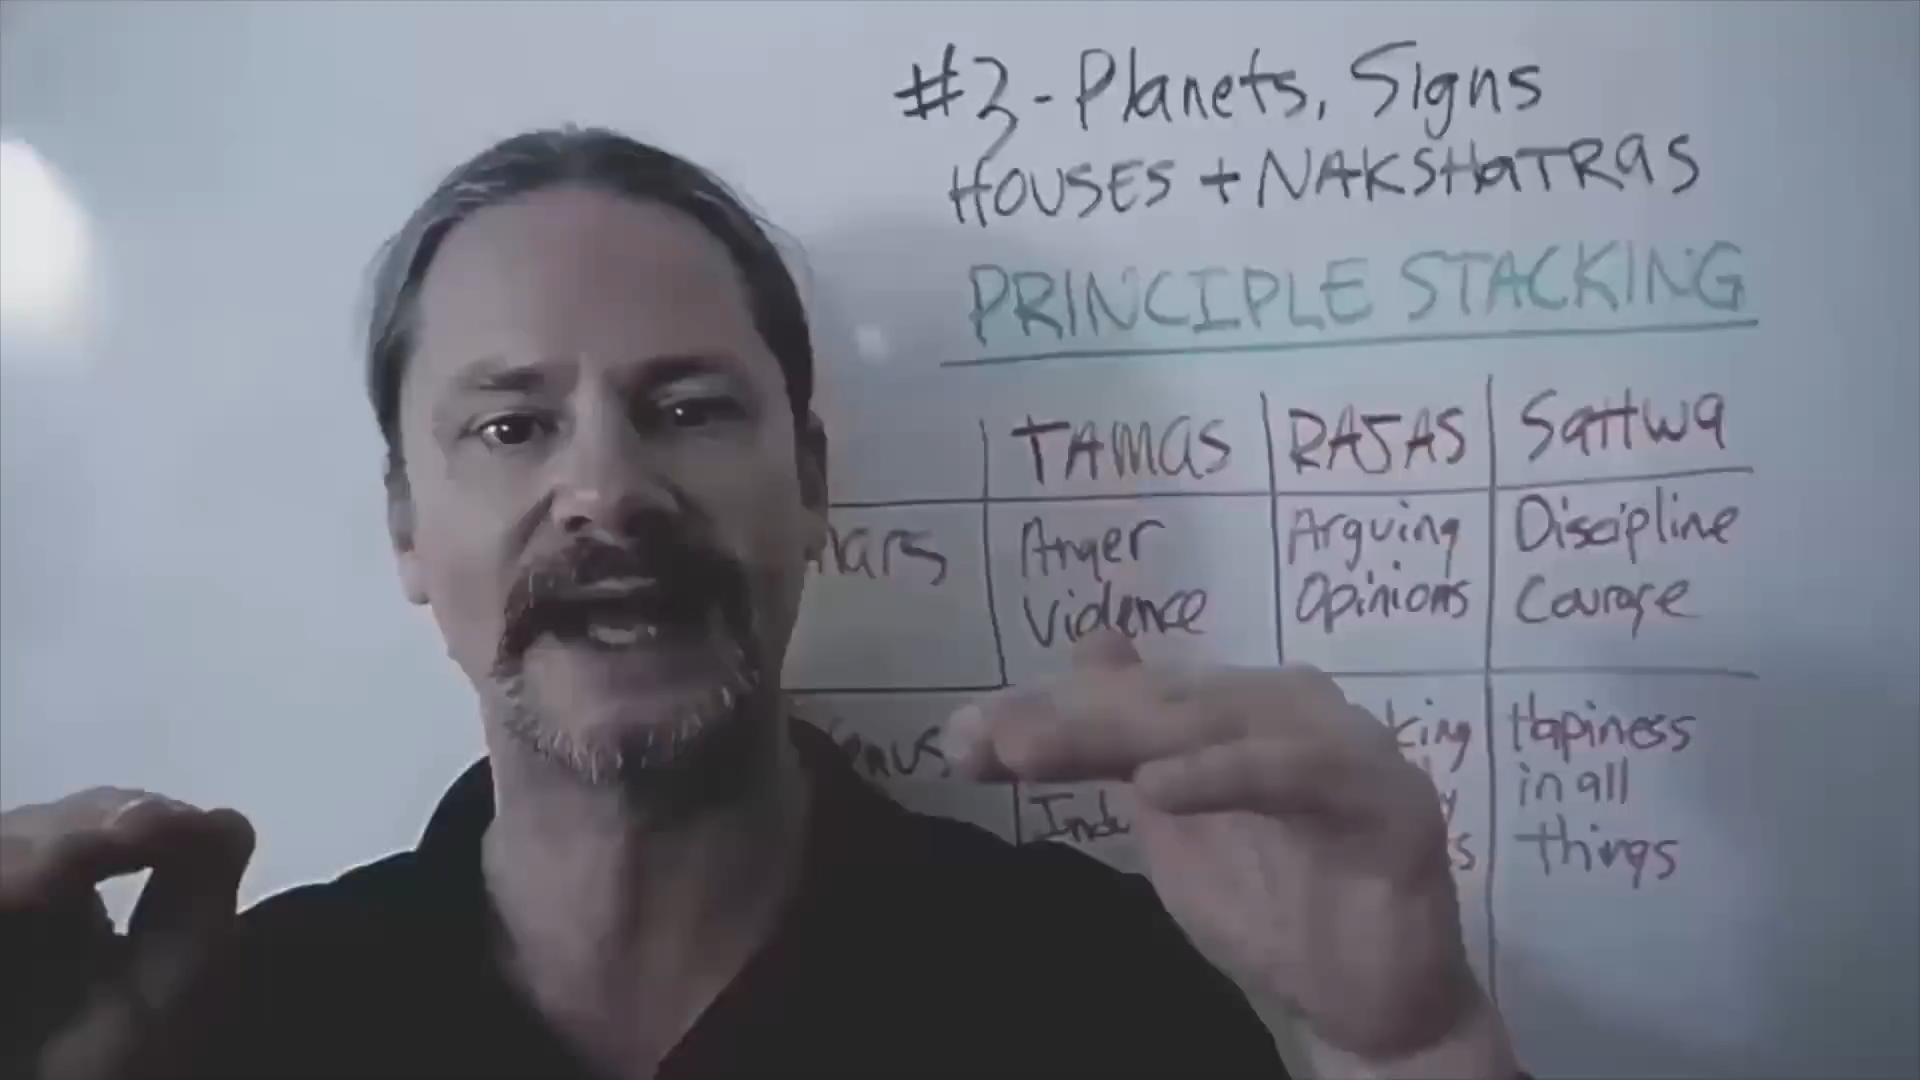 #3 - Planets, Signs
HOUSES + NAKSHaTRaS
PRINCIPLE STACKING
TAMaS RAJAS SaTTwa
Anger Arguing Discipline
Violence Opinions Courage
Hapiness
in all
things